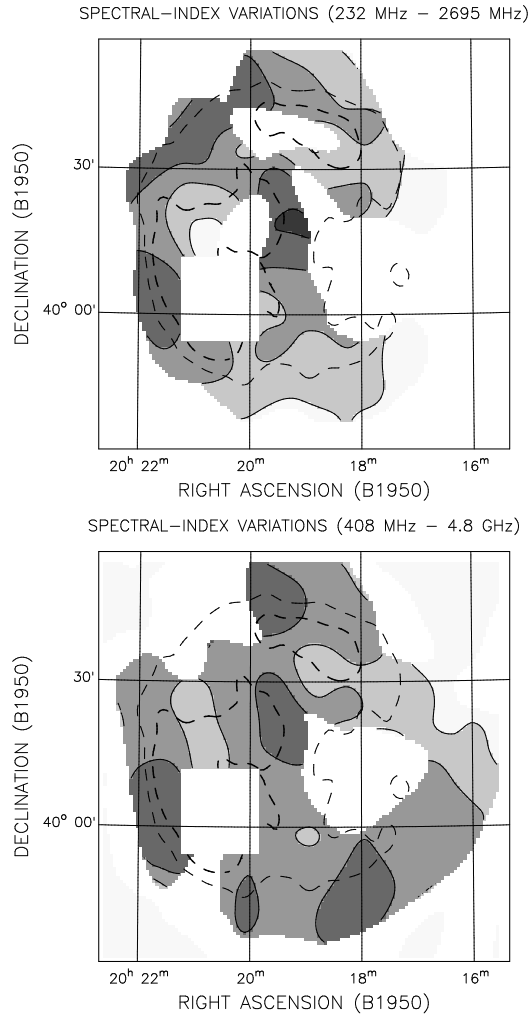 SPECTRAL-INDEX VARIATIONS (232 MHz - 2695 MHz)
DECLINATION (B1950)
30'
40° 00'
20ʰ 22ᵐ 20ᵐ 18ᵐ 16ᵐ
RIGHT ASCENSION (B1950)
SPECTRAL-INDEX VARIATIONS (408 MHz - 4.8 GHz)
DECLINATION (B1950)
30'
40° 00'
20ʰ 22ᵐ 20ᵐ 18ᵐ 16ᵐ
RIGHT ASCENSION (B1950)